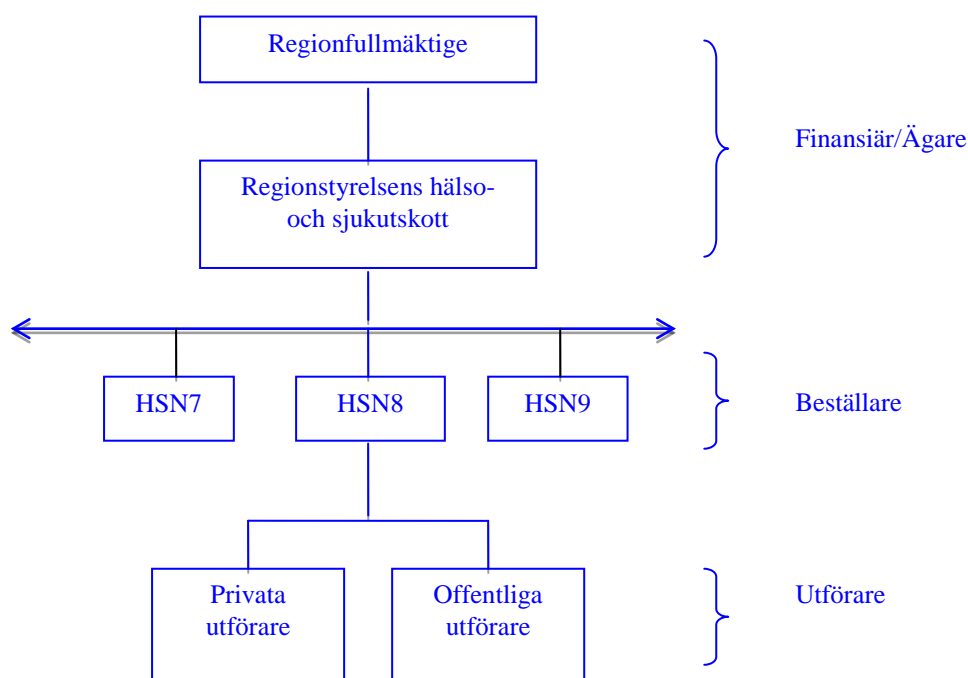 Regionfullmäktige
Finansiär/Ägare
Regionstyrelsens hälso-
och sjukutskott
HSN7
HSN8
HSN9
Beställare
Privata
utförare
Offentliga
utförare
Utförare